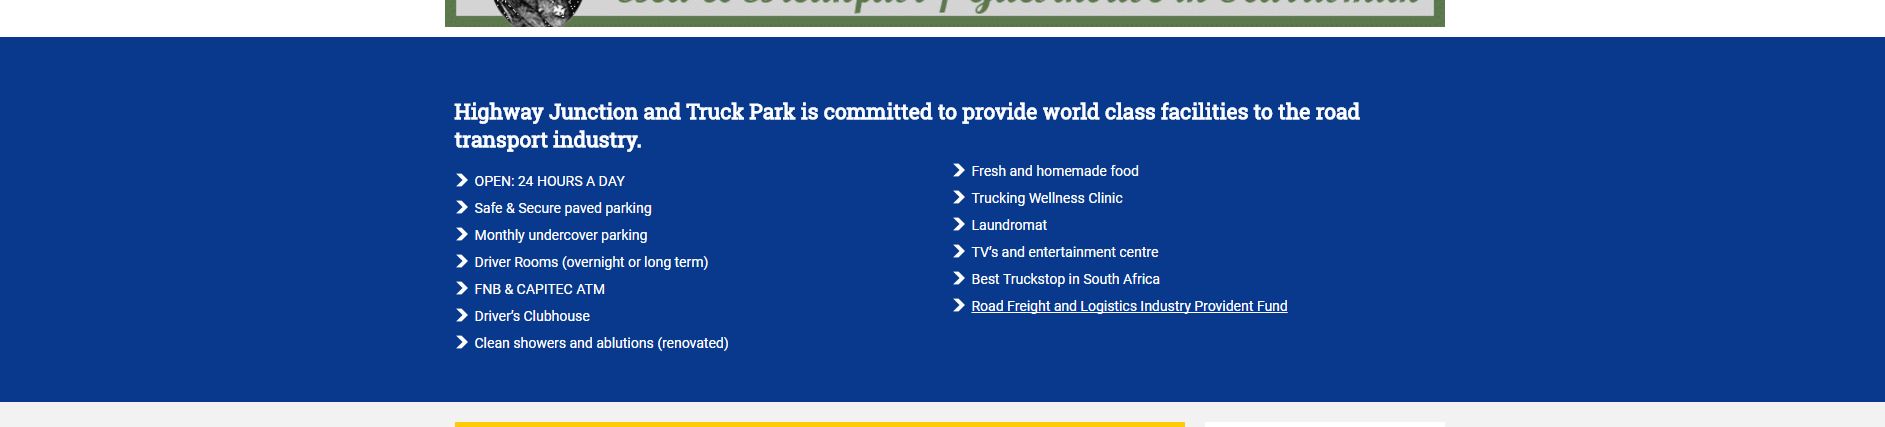 Highway Junction and Truck Park is committed to provide world class facilities to the road
transport industry.
OPEN: 24 HOURS A DAY
Safe & Secure paved parking
Monthly undercover parking
Driver Rooms (overnight or long term)
FNB & CAPITEC ATM
Driver's Clubhouse
Clean showers and ablutions (renovated)
Fresh and homemade food
Trucking Wellness Clinic
Laundromat
TV's and entertainment centre
Best Truckstop in South Africa
Road Freight and Logistics Industry Provident Fund